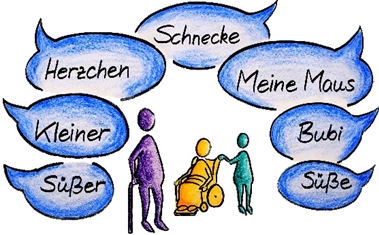 Schnecke
Herzchen
Meine Maus
Kleiner
Bubi
Süßer
Süße